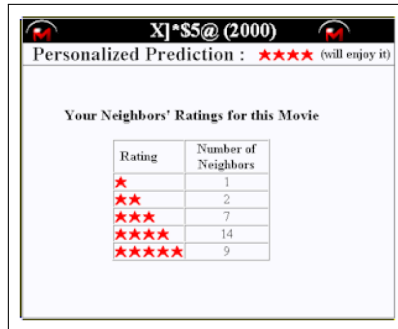 X]*$5@ (2000)
Personalized Prediction : ★★★★ (will enjoy it)
Your Neighbors' Ratings for this Movie
Rating Number of Neighbors
★ 1
★★ 2
★★★ 7
★★★★ 14
★★★★★ 9